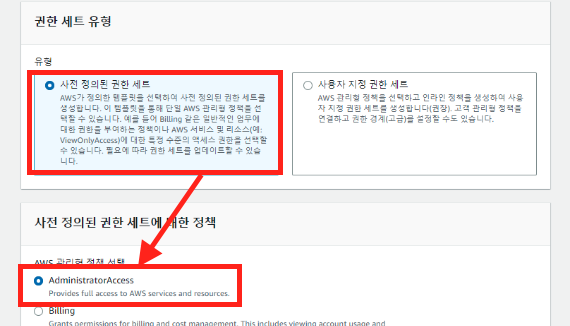 권한 세트 유형
유형
사전 정의된 권한 세트
AWS가 정의한 템플릿을 선택하여 사전 정의된 권한 세트를
생성합니다. 이 템플릿을 통해 단일 AWS 관리형 정책을 선
택할 수 있습니다. 예를 들어 Billing 같은 일반적인 업무에
대한 권한을 부여하는 정책이나 AWS 서비스 및 리소스(예:
ViewOnlyAccess)에 대한 특정 수준의 액세스 권한을 선택할
수 있습니다. 필요에 따라 권한 세트를 업데이트할 수 있습
니다.
사용자 지정 권한 세트
AWS 관리형 정책을 선택하고 인라인 정책을 생성하여 사용
자 지정 권한 세트를 생성합니다(권장). 고객 관리형 정책을
연결하고 권한 경계(고급)를 설정할 수도 있습니다.
사전 정의된 권한 세트에 대한 정책
AWS 관리형 정책 선택
AdministratorAccess
Provides full access to AWS services and resources.
Billing
Grants permissions for billing and cost management. This includes viewing account usage and